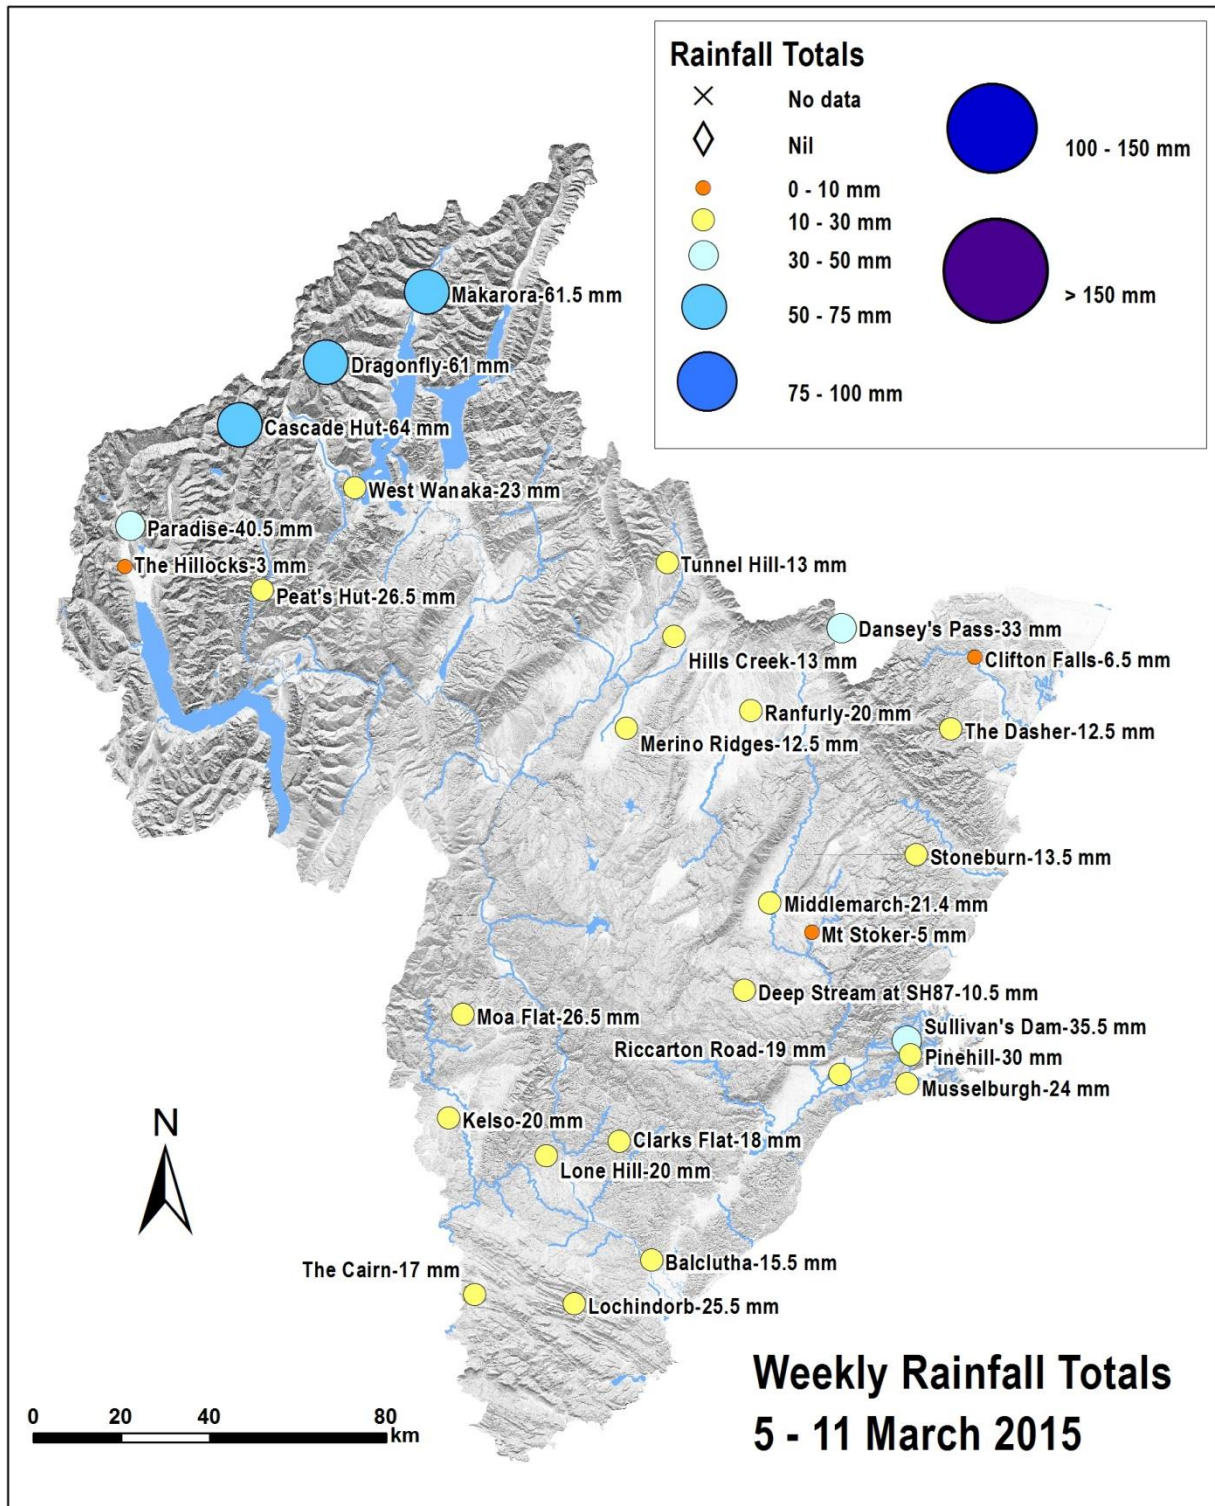 Rainfall Totals
No data
Nil
0 - 10 mm
10 - 30 mm
30 - 50 mm
50 - 75 mm
75 - 100 mm
100 - 150 mm
> 150 mm
Makarora-61.5 mm
Dragonfly-61 mm
Cascade Hut-64 mm
West Wanaka-23 mm
Paradise-40.5 mm
The Hillocks-3 mm
Peat's Hut-26.5 mm
Tunnel Hill-13 mm
Dansey's Pass-33 mm
Hills Creek-13 mm
Clifton Falls-6.5 mm
Ranfurly-20 mm
The Dasher-12.5 mm
Merino Ridges-12.5 mm
Stoneburn-13.5 mm
Middlemarch-21.4 mm
Mt Stoker-5 mm
Deep Stream at SH87-10.5 mm
Moa Flat-26.5 mm
Sullivan's Dam-35.5 mm
Riccarton Road-19 mm
Pinehill-30 mm
Musselburgh-24 mm
Kelso-20 mm
Clarks Flat-18 mm
Lone Hill-20 mm
Balclutha-15.5 mm
The Cairn-17 mm
Lochindorb-25.5 mm
N
0 20 40 80
km
Weekly Rainfall Totals
5 - 11 March 2015